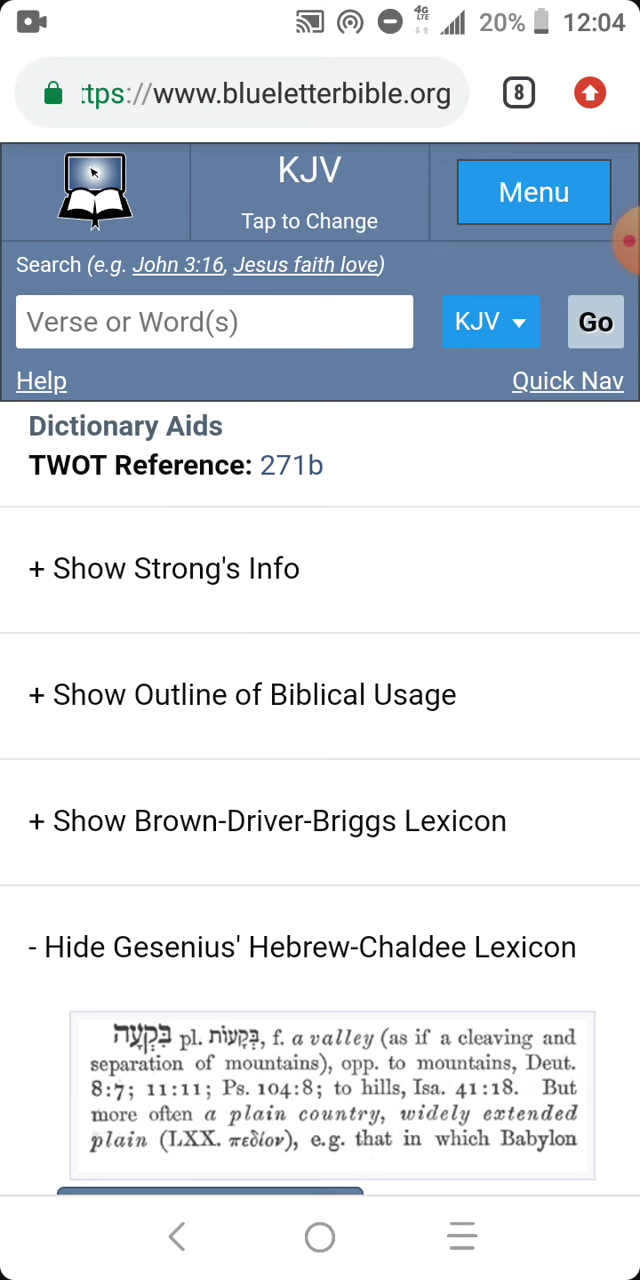 4G
LTE
20%
12:04
ttps://www.blueletterbible.org
8
KJV
Tap to Change
Menu
Search (e.g. John 3:16, Jesus faith love)
Verse or Word(s)
KJV
Go
Help
Quick Nav
Dictionary Aids
TWOT Reference: 271b
+ Show Strong's Info
+ Show Outline of Biblical Usage
+ Show Brown-Driver-Briggs Lexicon
- Hide Gesenius' Hebrew-Chaldee Lexicon
בִּקְעָה pl. בְּקָעוֹת, f. a valley (as if a cleaving and
separation of mountains), opp. to mountains, Deut.
8:7; 11:11; Ps. 104:8; to hills, Isa. 41:18. But
more often a plain country, widely extended
plain (LXX. πεδίον), e.g. that in which Babylon